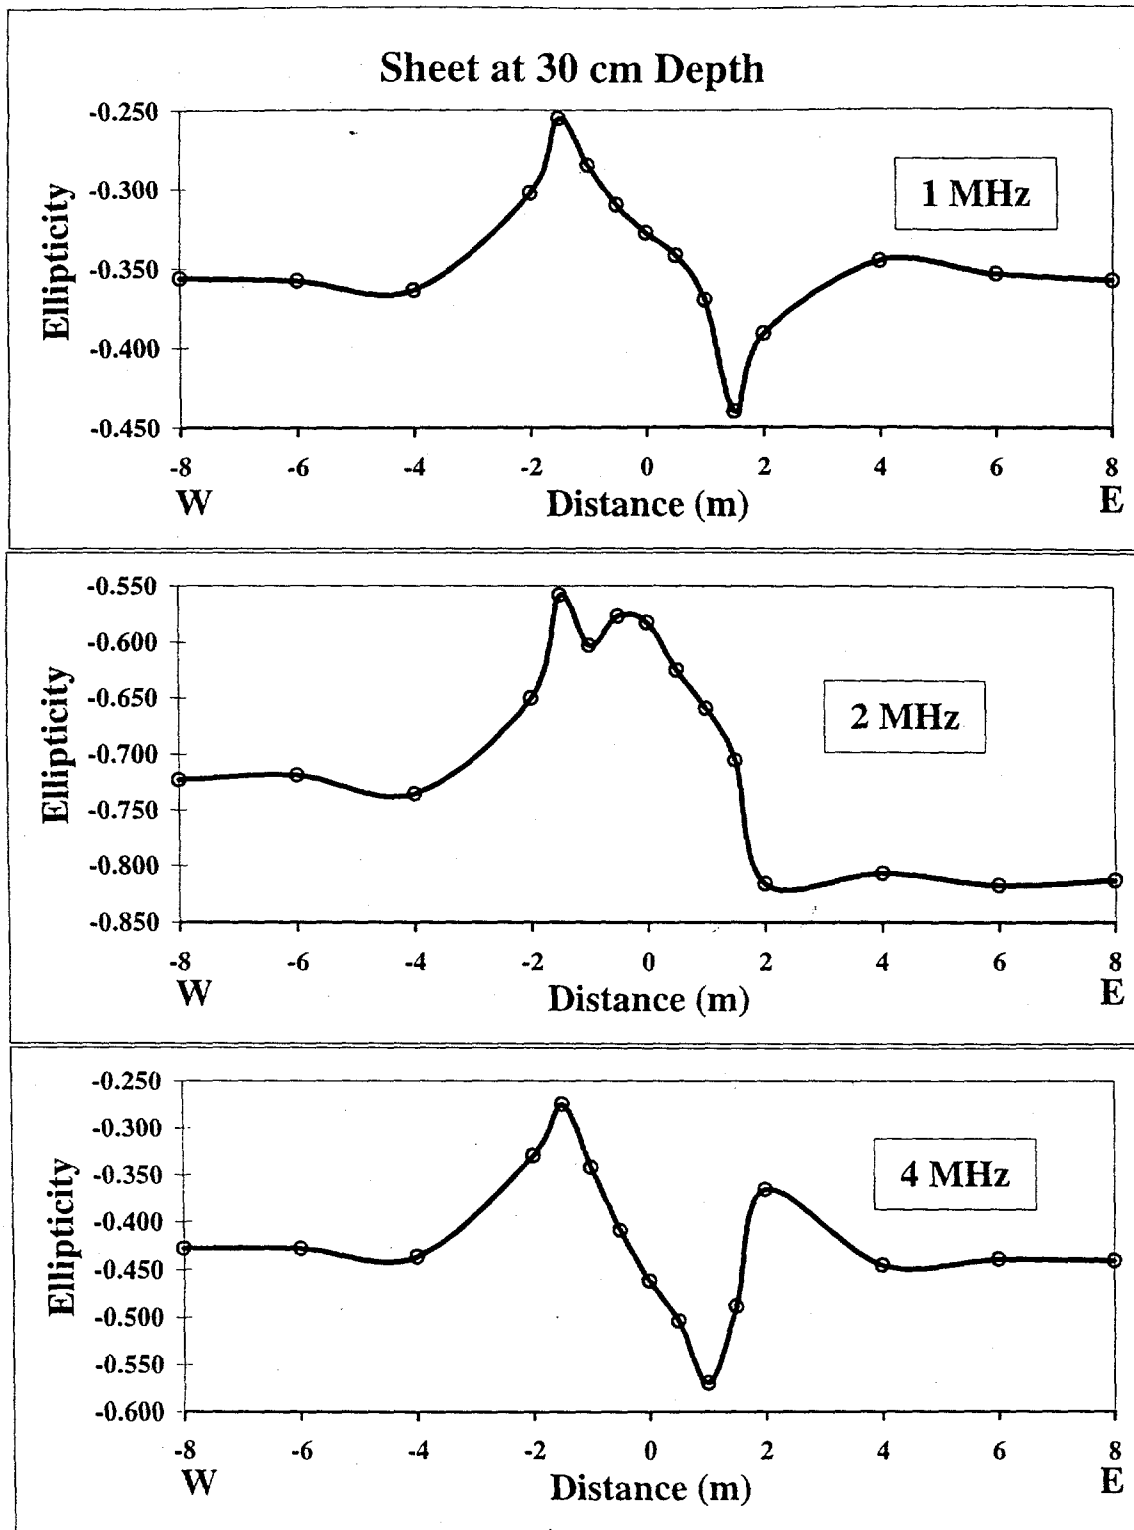 Sheet at 30 cm Depth
-0.250
-0.300
-0.350
-0.400
-0.450
Ellipticity
1 MHz
-8 -6 -4 -2 0 2 4 6 8
W Distance (m) E
-0.550
-0.600
-0.650
-0.700
-0.750
-0.800
-0.850
Ellipticity
2 MHz
-8 -6 -4 -2 0 2 4 6 8
W Distance (m) E
-0.250
-0.300
-0.350
-0.400
-0.450
-0.500
-0.550
-0.600
Ellipticity
4 MHz
-8 -6 -4 -2 0 2 4 6 8
W Distance (m) E